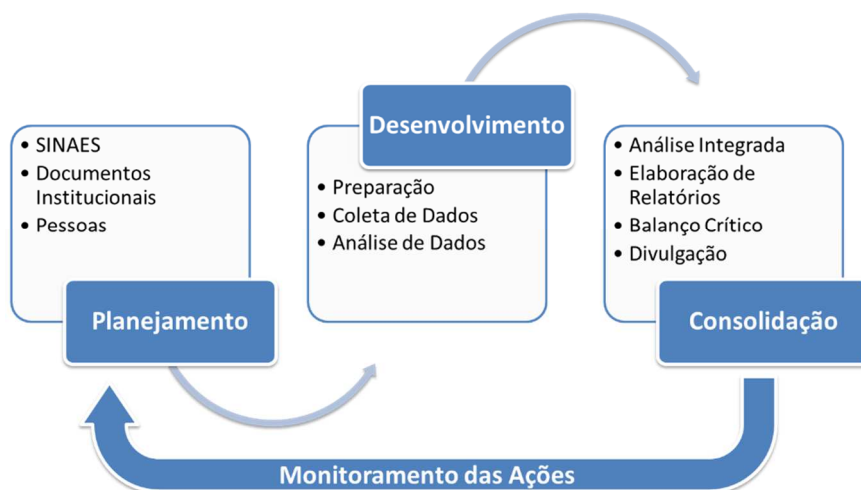 • SINAES
• Documentos
Institucionais
• Pessoas
Planejamento
Desenvolvimento
• Preparação
• Coleta de Dados
• Análise de Dados
• Análise Integrada
• Elaboração de
Relatórios
• Balanço Crítico
• Divulgação
Consolidação
Monitoramento das Ações